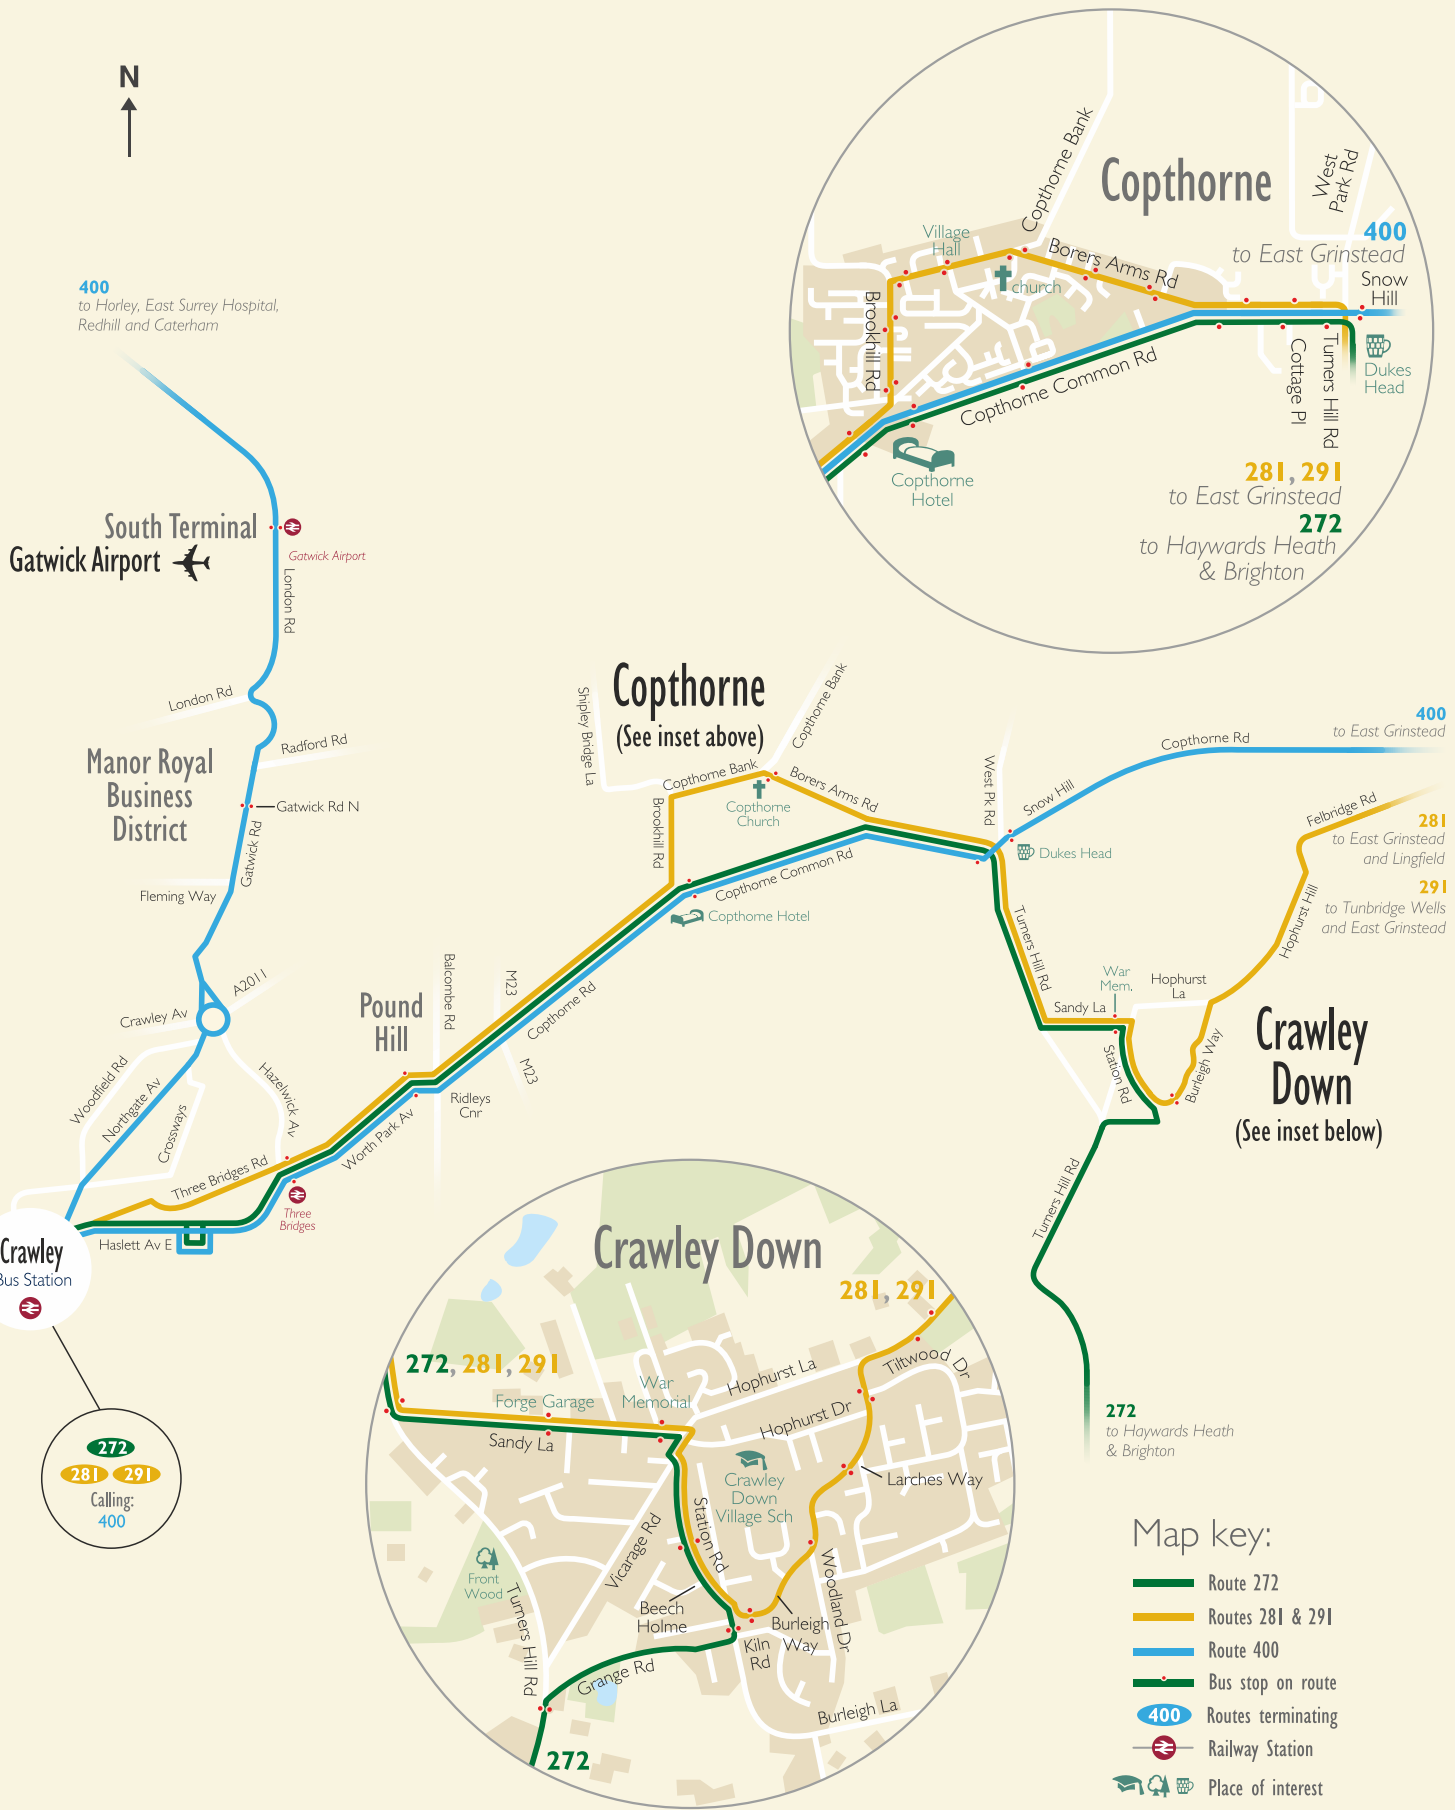 N
Copthorne
Copthorne Bank
West
Park Rd
400
to East Grinstead
Village
Hall
Borers Arms Rd
church
Snow
Hill
Brookhill Rd
Copthorne Common Rd
Cottage Pl
Turners Hill Rd
Dukes
Head
Copthorne
Hotel
281, 291
to East Grinstead
272
to Haywards Heath
& Brighton
400
to Horley, East Surrey Hospital,
Redhill and Caterham
South Terminal
Gatwick Airport
Gatwick Airport
London Rd
London Rd
Radford Rd
Manor Royal
Business
District
Gatwick Rd N
Gatwick Rd
Fleming Way
A2011
Crawley Av
Woodfield Rd
Northgate Av
Crossways
Hazelwick Av
Three Bridges Rd
Three
Bridges
Haslett Av E
Crawley
Bus Station
272
281 291
Calling:
400
Pound
Hill
Balcombe Rd
Worth Park Av
Ridleys
Cnr
M23
M23
Copthorne Rd
Copthorne
(See inset above)
Shipley Bridge La
Copthorne Bank
Copthorne Bank
Borers Arms Rd
Copthorne
Church
Brookhill Rd
Copthorne Common Rd
Copthorne Hotel
West Pk Rd
Snow Hill
Dukes Head
Copthorne Rd
400
to East Grinstead
Felbridge Rd
281
to East Grinstead
and Lingfield
291
to Tunbridge Wells
and East Grinstead
Hophurst Hill
Turners Hill Rd
War
Mem.
Hophurst
La
Sandy La
Station Rd
Burleigh Way
Crawley
Down
(See inset below)
Turners Hill Rd
272
to Haywards Heath
& Brighton
Crawley Down
281, 291
272, 281, 291
Forge Garage
War
Memorial
Hophurst La
Tiltwood Dr
Sandy La
Hophurst Dr
Crawley
Down
Village Sch
Larches Way
Station Rd
Vicarage Rd
Front
Wood
Turners Hill Rd
Beech
Holme
Burleigh
Way
Woodland Dr
Kiln
Rd
Grange Rd
Burleigh La
272
Map key:
Route 272
Routes 281 & 291
Route 400
Bus stop on route
400 Routes terminating
Railway Station
Place of interest